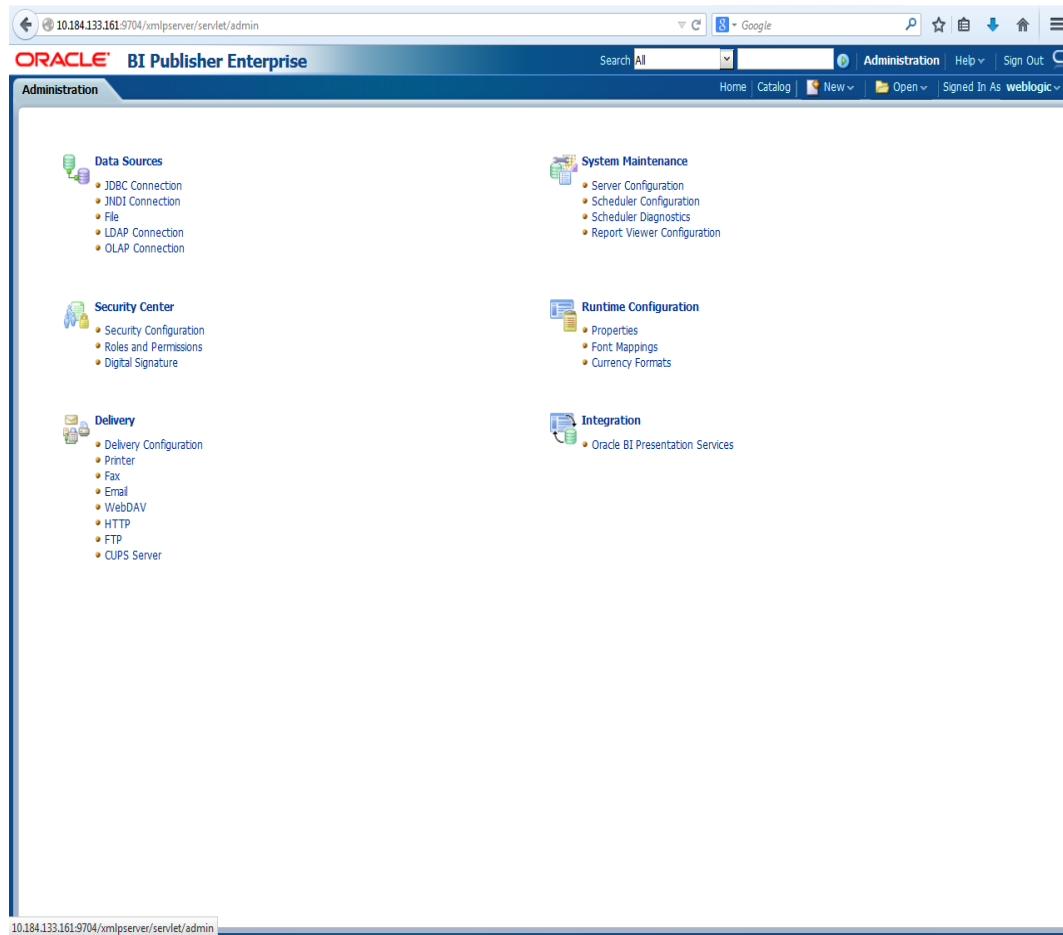 10.184.133.161:9704/xmlpserver/servlet/admin
Google
ORACLE BI Publisher Enterprise
Search All
Administration Help Sign Out
Administration
Home Catalog New Open Signed In As weblogic
Data Sources
JDBC Connection
JNDI Connection
File
LDAP Connection
OLAP Connection
System Maintenance
Server Configuration
Scheduler Configuration
Scheduler Diagnostics
Report Viewer Configuration
Security Center
Security Configuration
Roles and Permissions
Digital Signature
Runtime Configuration
Properties
Font Mappings
Currency Formats
Delivery
Delivery Configuration
Printer
Fax
Email
WebDAV
HTTP
FTP
CUPS Server
Integration
Oracle BI Presentation Services
10.184.133.161:9704/xmlpserver/servlet/admin